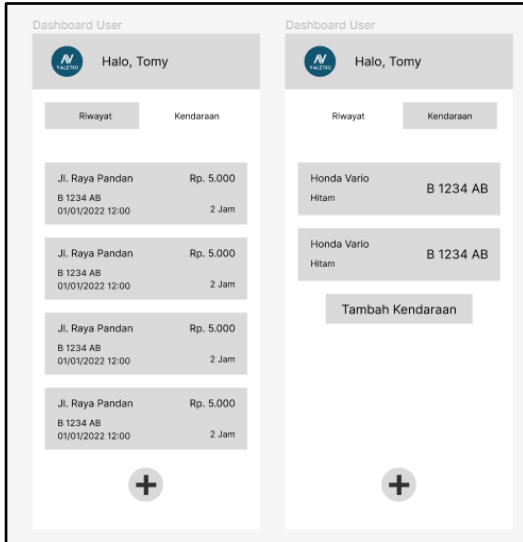 Dashboard User
VALETKU
Halo, Tomy
Riwayat Kendaraan
Jl. Raya Pandan Rp. 5.000
B 1234 AB
01/01/2022 12:00 2 Jam
Jl. Raya Pandan Rp. 5.000
B 1234 AB
01/01/2022 12:00 2 Jam
Jl. Raya Pandan Rp. 5.000
B 1234 AB
01/01/2022 12:00 2 Jam
Jl. Raya Pandan Rp. 5.000
B 1234 AB
01/01/2022 12:00 2 Jam
Dashboard User
VALETKU
Halo, Tomy
Riwayat Kendaraan
Honda Vario B 1234 AB
Hitam
Honda Vario B 1234 AB
Hitam
Tambah Kendaraan